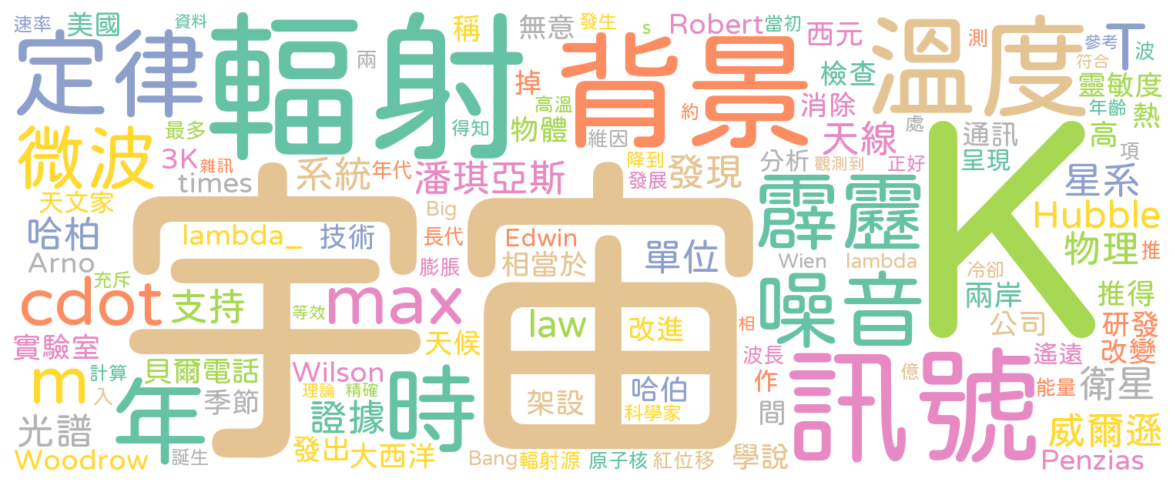 速率
美國
資料
兩
稱
無意
發生
s
Robert
當初
西元
測
參考
T
波
符合
定律
輻射
背景
溫度
檢查
靈敏度
年齡
熱
掉
高溫
物體
約
消除
得知
維因
天線
處
通訊
高
項
微波
最多
3K
雜訊
年代
times
系統
潘琪亞斯
降到
發展
發現
分析
觀測到
正好
呈現
星系
天文家
哈柏
Arno
lambda_
技術
Big
長代
Edwin
相當於
單位
霹靂
K
Hubble
物理
推
Wien
lambda
冷卻
充斥
膨脹
宇宙
cdot
支持
等效
max
law
改進
噪音
兩岸
推得
公司
研發
改變
實驗室
天候
相
波長
遙遠
m
計算
貝爾電話
Wilson
理論
精確
架設
哈伯
科學家
作
訊號
億
能量
衛星
入
年
季節
證據
時
間
光譜
Woodrow
誕生
發出
大西洋
Bang
輻射源
原子核
紅位移
學說
威爾遜
Penzias